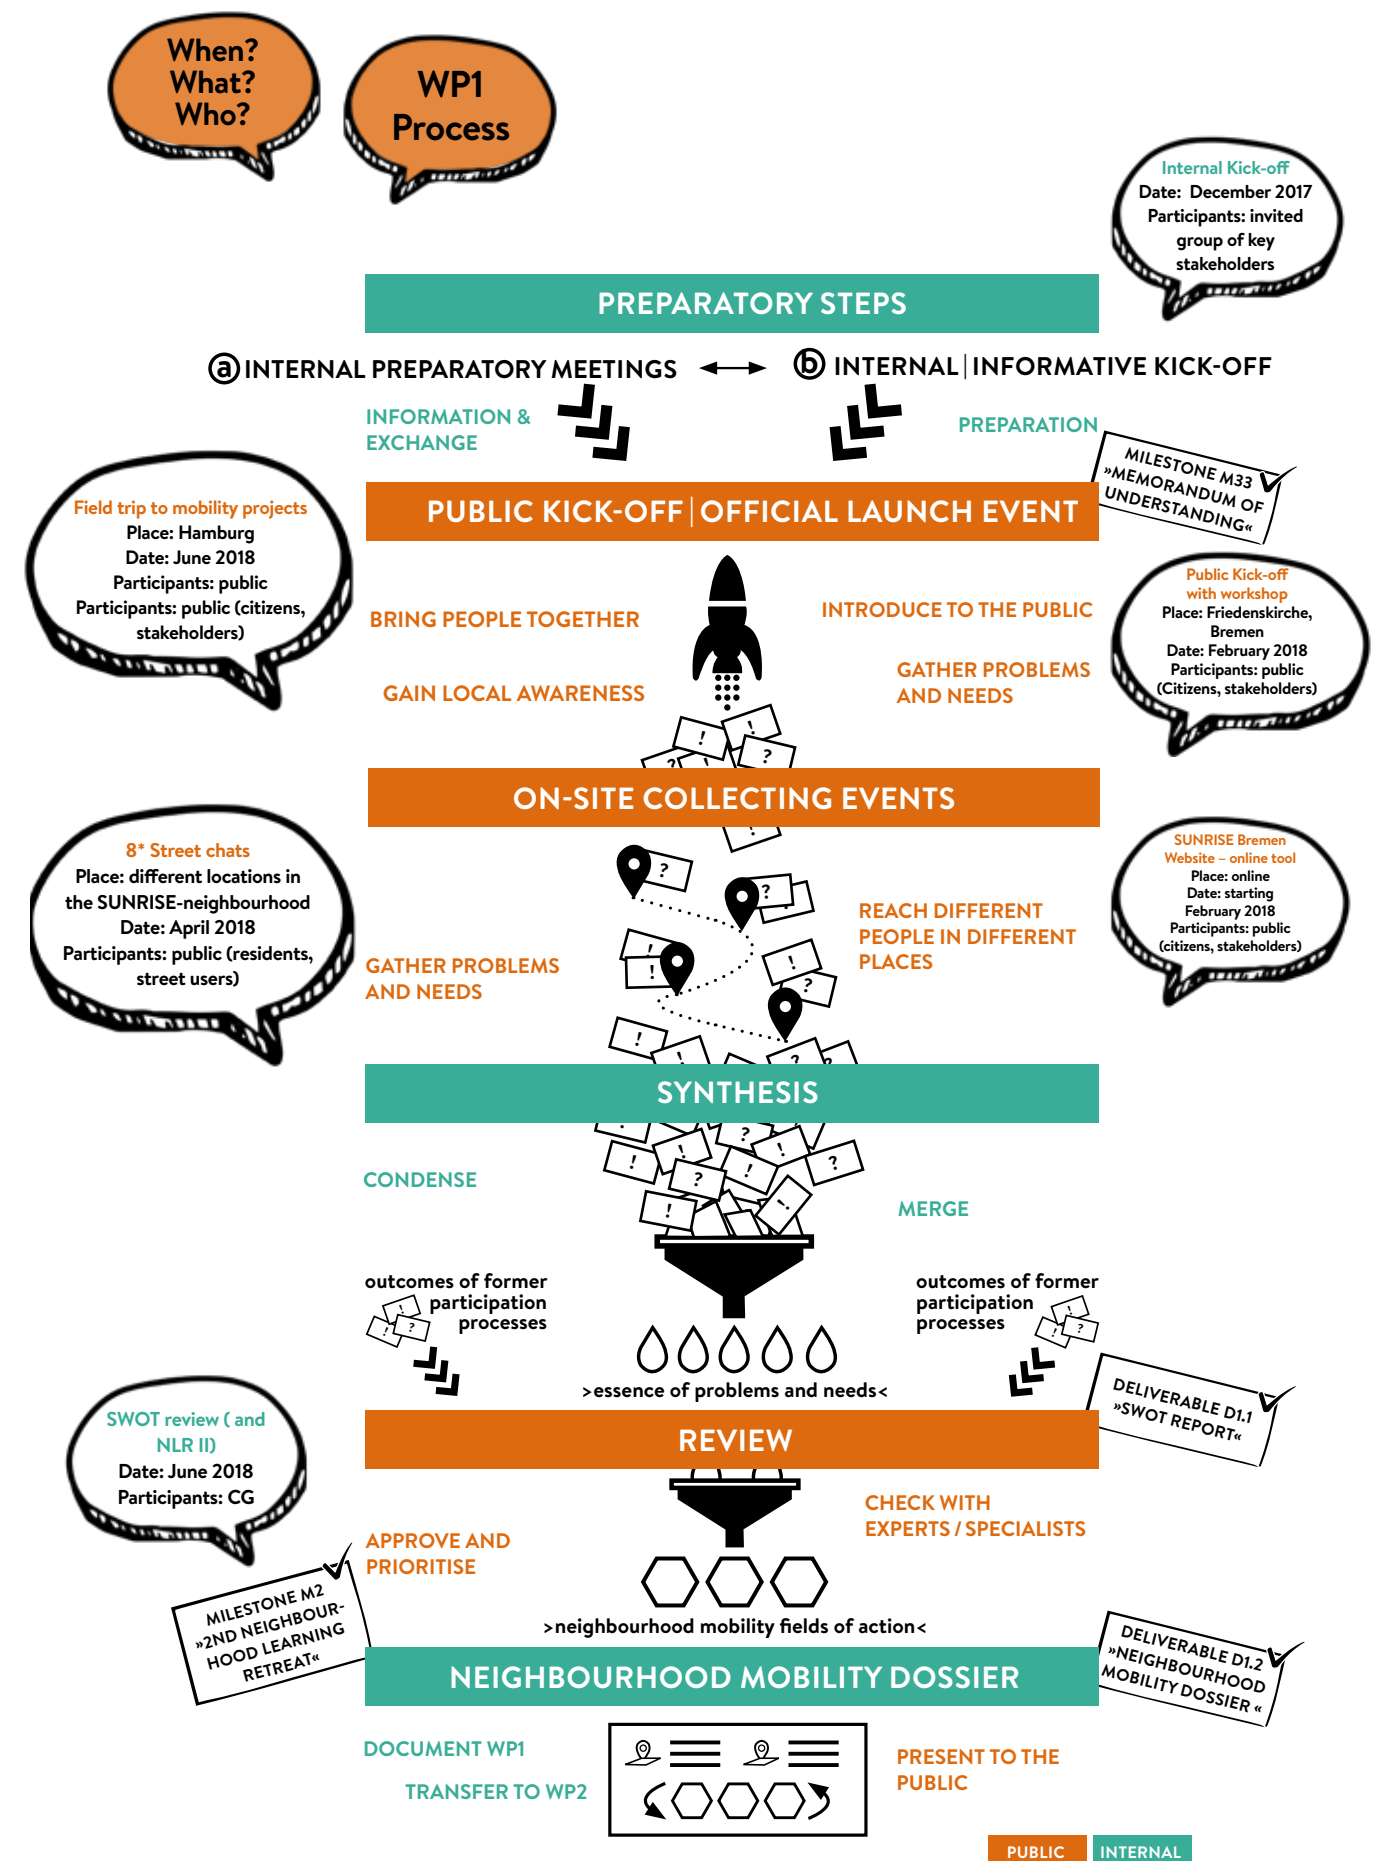 When?
What?
Who?
WP1
Process
Internal Kick-off
Date: December 2017
Participants: invited
group of key
stakeholders
PREPARATORY STEPS
a INTERNAL PREPARATORY MEETINGS
b INTERNAL | INFORMATIVE KICK-OFF
INFORMATION &
EXCHANGE
PREPARATION
MILESTONE M33
»MEMORANDUM OF
UNDERSTANDING«
PUBLIC KICK-OFF | OFFICIAL LAUNCH EVENT
Field trip to mobility projects
Place: Hamburg
Date: June 2018
Participants: public
Participants: public (citizens,
stakeholders)
BRING PEOPLE TOGETHER
GAIN LOCAL AWARENESS
INTRODUCE TO THE PUBLIC
GATHER PROBLEMS
AND NEEDS
Public Kick-off
with workshop
Place: Friedenskirche,
Bremen
Date: February 2018
Participants: public
(Citizens, stakeholders)
ON-SITE COLLECTING EVENTS
8* Street chats
Place: different locations in
the SUNRISE-neighbourhood
Date: April 2018
Participants: public (residents,
street users)
GATHER PROBLEMS
AND NEEDS
REACH DIFFERENT
PEOPLE IN DIFFERENT
PLACES
SUNRISE Bremen
Website – online tool
Place: online
Date: starting
February 2018
Participants: public
(citizens, stakeholders)
SYNTHESIS
CONDENSE
MERGE
outcomes of former
participation
processes
outcomes of former
participation
processes
>essence of problems and needs<
DELIVERABLE D1.1
»SWOT REPORT«
REVIEW
SWOT review ( and
NLR II)
Date: June 2018
Participants: CG
APPROVE AND
PRIORITISE
CHECK WITH
EXPERTS / SPECIALISTS
MILESTONE M2
»2ND NEIGHBOUR-
HOOD LEARNING
RETREAT«
>neighbourhood mobility fields of action<
DELIVERABLE D1.2
»NEIGHBOURHOOD
MOBILITY DOSSIER «
NEIGHBOURHOOD MOBILITY DOSSIER
DOCUMENT WP1
TRANSFER TO WP2
PRESENT TO THE
PUBLIC
PUBLIC
INTERNAL